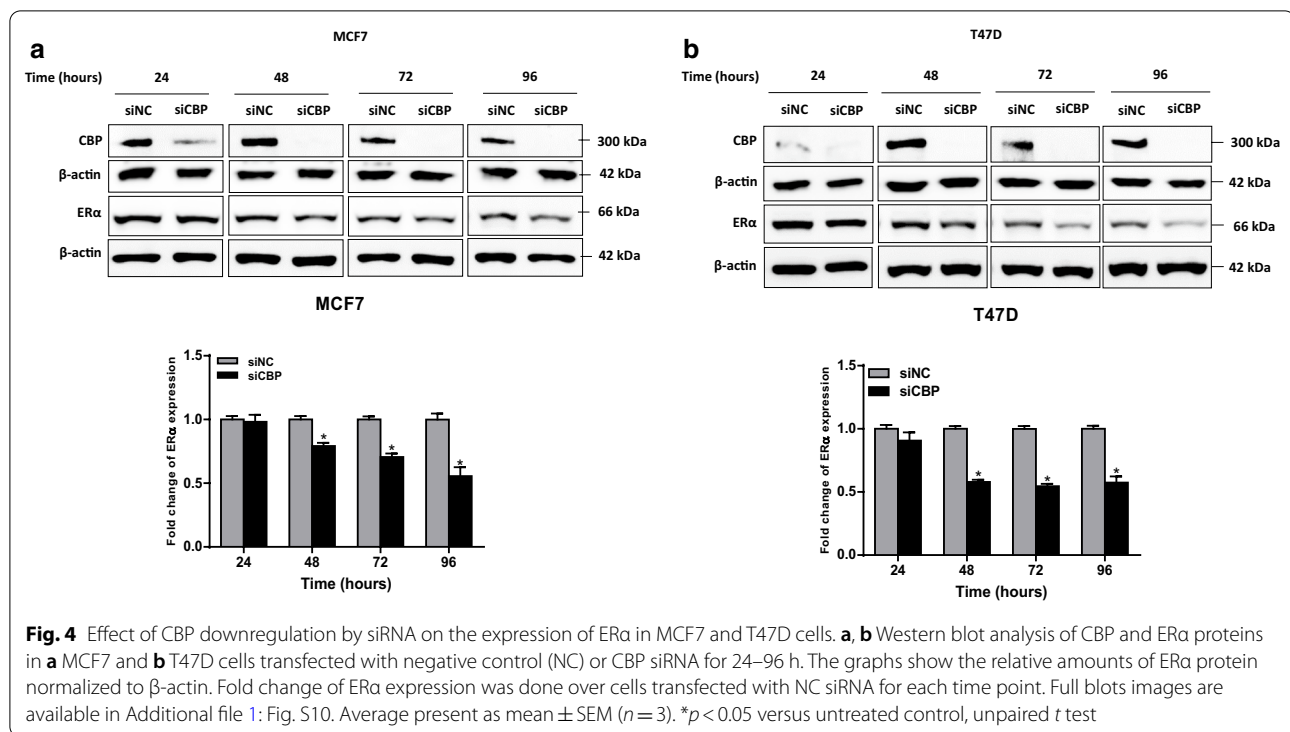 a
MCF7
Time (hours) 24 48 72 96
siNC siCBP siNC siCBP siNC siCBP siNC siCBP
CBP 300 kDa
β-actin 42 kDa
ERα 66 kDa
β-actin 42 kDa
MCF7
1.5
1.0
0.5
0.0
Fold change of ERα expression
siNC
siCBP
* * *
24 48 72 96
Time (hours)
b
T47D
Time (hours) 24 48 72 96
siNC siCBP siNC siCBP siNC siCBP siNC siCBP
CBP 300 kDa
β-actin 42 kDa
ERα 66 kDa
β-actin 42 kDa
T47D
1.5
1.0
0.5
0.0
Fold change of ERα expression
siNC
siCBP
* * *
24 48 72 96
Time (hours)
Fig. 4 Effect of CBP downregulation by siRNA on the expression of ERα in MCF7 and T47D cells. a, b Western blot analysis of CBP and ERα proteins
in a MCF7 and b T47D cells transfected with negative control (NC) or CBP siRNA for 24–96 h. The graphs show the relative amounts of ERα protein
normalized to β-actin. Fold change of ERα expression was done over cells transfected with NC siRNA for each time point. Full blots images are
available in Additional file 1: Fig. S10. Average present as mean ± SEM (n = 3). *p < 0.05 versus untreated control, unpaired t test